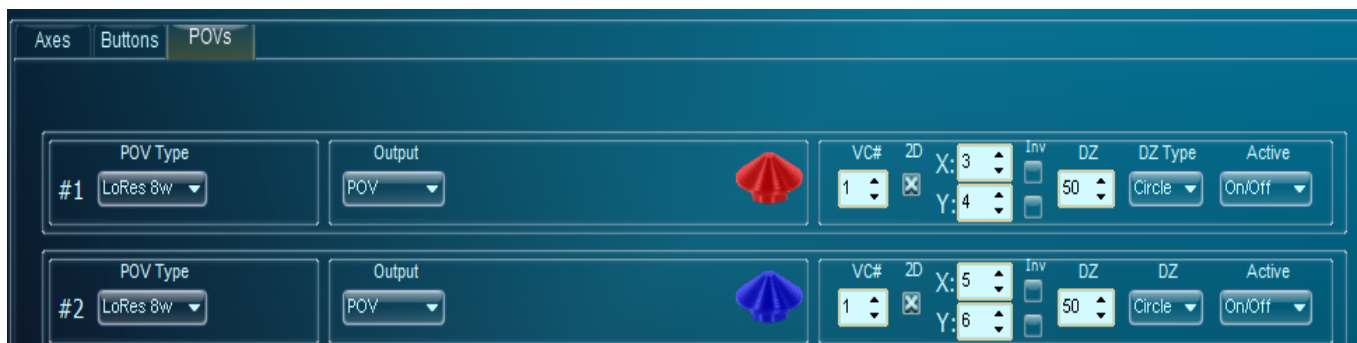 Axes Buttons POVs
POV Type Output VC# 2D X: 3 Inv DZ DZ Type Active
#1 LoRes 8w POV 1 Y: 4 50 Circle On/Off
POV Type Output VC# 2D X: 5 Inv DZ DZ Active
#2 LoRes 8w POV 1 Y: 6 50 Circle On/Off